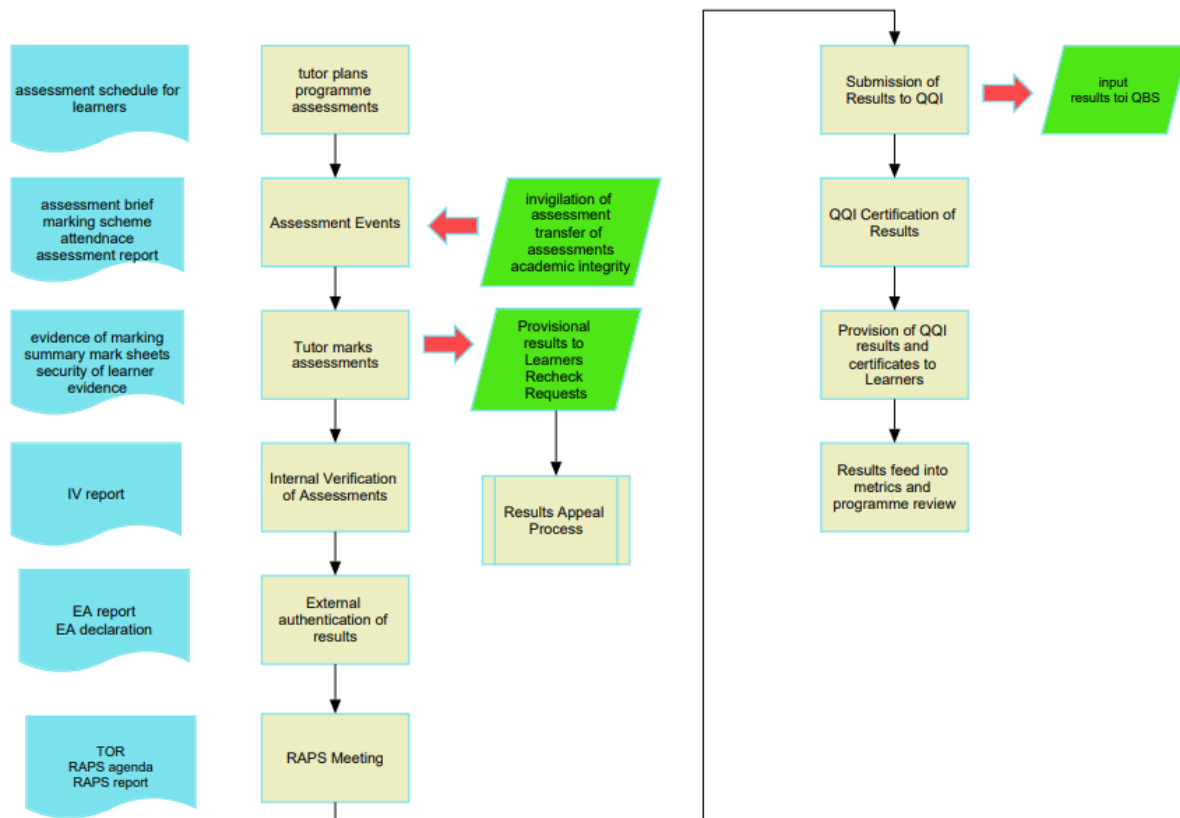 assessment schedule for
learners
tutor plans
programme
assessments
assessment brief
marking scheme
attendnace
assessment report
Assessment Events
invigilation of
assessment
transfer of
assessments
academic integrity
evidence of marking
summary mark sheets
security of learner
evidence
Tutor marks
assessments
Provisional
results to
Learners
Recheck
Requests
IV report
Internal Verification
of Assessments
Results Appeal
Process
EA report
EA declaration
External
authentication of
results
TOR
RAPS agenda
RAPS report
RAPS Meeting
Submission of
Results to QQI
input
results toi QBS
QQI Certification of
Results
Provision of QQI
results and
certificates to
Learners
Results feed into
metrics and
programme review